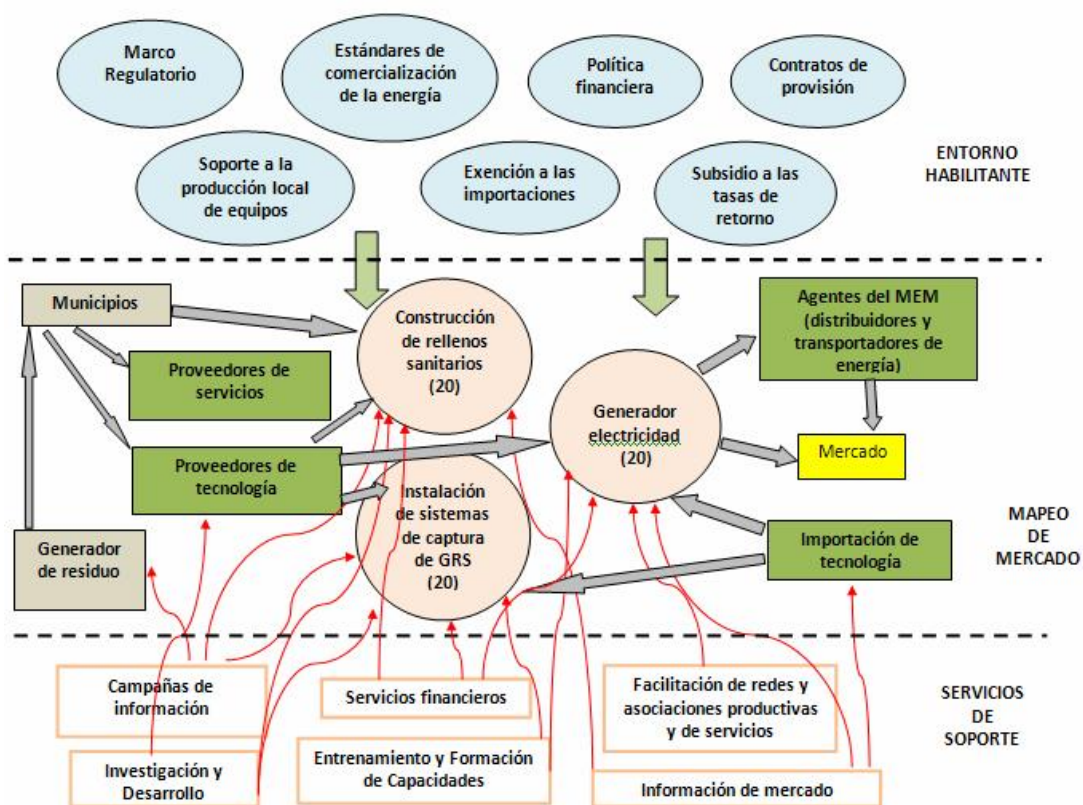 Marco
Regulatorio
Estándares de
comercialización
de la energía
Política
financiera
Contratos de
provisión
Soporte a la
producción local
de equipos
Exención a las
importaciones
Subsidio a las
tasas de
retorno
ENTORNO
HABILITANTE
Municipios
Construcción
de rellenos
sanitarios
(20)
Agentes del MEM
(distribuidores y
transportadores de
energía)
Proveedores de
servicios
Generador
electricidad
(20)
Mercado
Proveedores de
tecnología
Instalación
de sistemas
de captura
de GRS
(20)
Generador
de residuo
Importación de
tecnología
MAPEO
DE
MERCADO
Campañas de
información
Servicios financieros
Facilitación de redes y
asociaciones productivas
y de servicios
SERVICIOS
DE
SOPORTE
Investigación y
Desarrollo
Entrenamiento y Formación
de Capacidades
Información de mercado